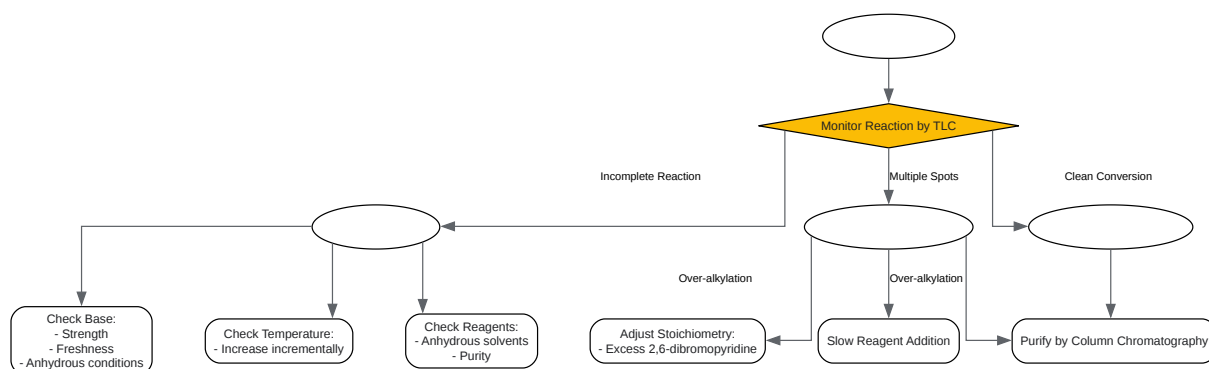 Monitor Reaction by TLC
Incomplete Reaction
Multiple Spots
Clean Conversion
Over-alkylation
Over-alkylation
Check Base:
- Strength
- Freshness
- Anhydrous conditions
Check Temperature:
- Increase incrementally
Check Reagents:
- Anhydrous solvents
- Purity
Adjust Stoichiometry:
- Excess 2,6-dibromopyridine
Slow Reagent Addition
Purify by Column Chromatography